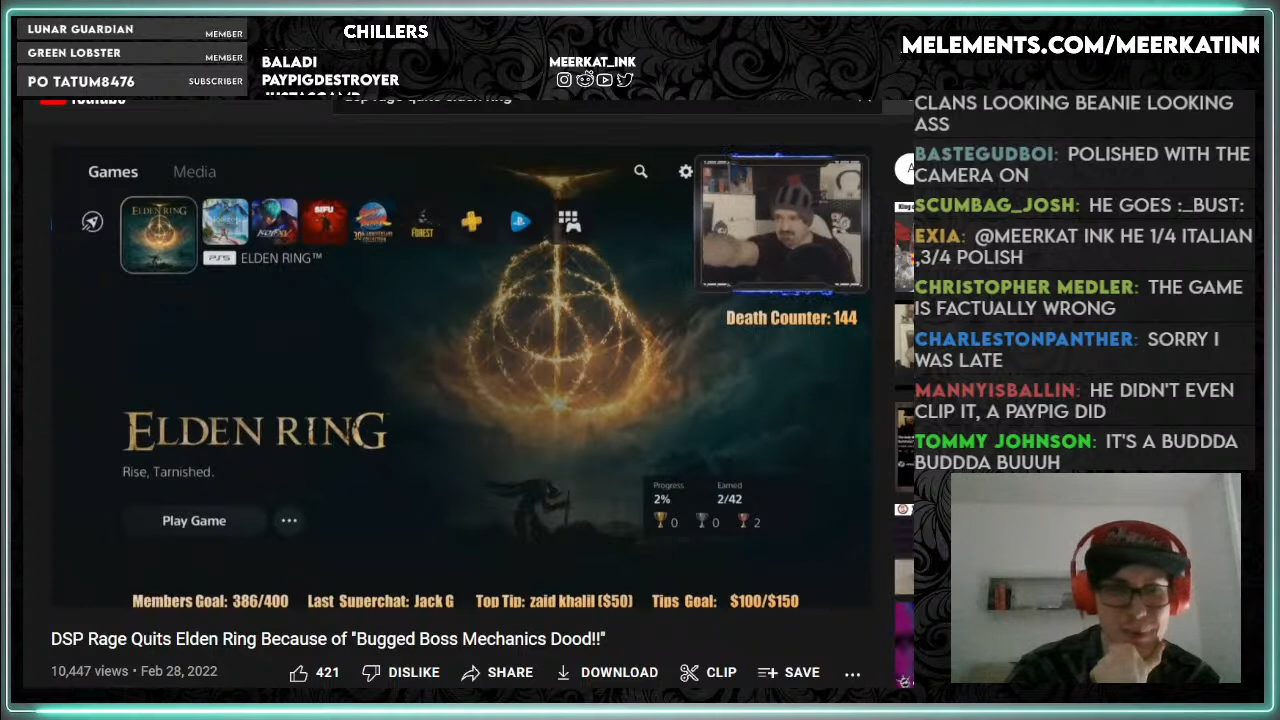 LUNAR GUARDIAN MEMBER
GREEN LOBSTER MEMBER
PO TATUM8476 SUBSCRIBER
CHILLERS
BALADI
PAYPIGDESTROYER
MEERKAT_INK
MELEMENTS.COM/MEERKATINK
CLANS LOOKING BEANIE LOOKING
ASS
BASTEGUDBOI: POLISHED WITH THE
CAMERA ON
SCUMBAG_JOSH: HE GOES :_BUST:
EXIA: @MEERKAT INK HE 1/4 ITALIAN
,3/4 POLISH
CHRISTOPHER MEDLER: THE GAME
IS FACTUALLY WRONG
CHARLESTONPANTHER: SORRY I
WAS LATE
MANNYISBALLIN: HE DIDN'T EVEN
CLIP IT, A PAYPIG DID
TOMMY JOHNSON: IT'S A BUDDDA
BUDDDA BUUUH
Games Media
ELDEN RING
SIFU
FOREST
PS5 ELDEN RING™
Death Counter: 144
ELDEN RING
Rise, Tarnished.
Play Game
Progress Earned
2% 2/42
0 0 2
Members Goal: 386/400 Last Superchat: Jack G Top Tip: zaid khalil ($50) Tips Goal: $100/$150
DSP Rage Quits Elden Ring Because of "Bugged Boss Mechanics Dood!!"
10,447 views • Feb 28, 2022
421 DISLIKE SHARE DOWNLOAD CLIP SAVE